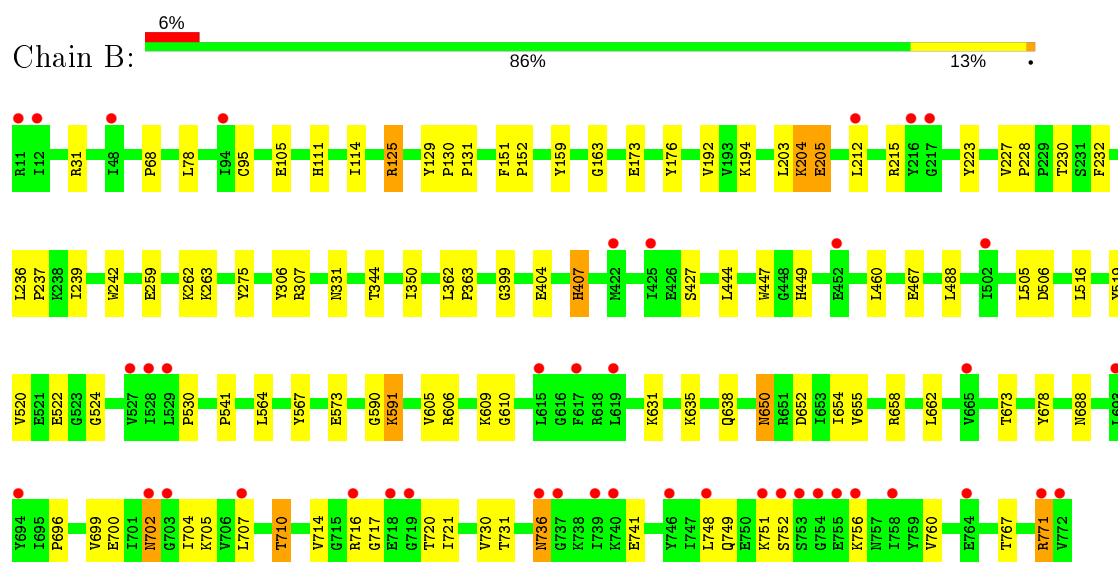 6%
Chain B:
86% 13% •
R11 I12 I48 I94 L212 Y216 G217
R11 I12 R31 I48 P68 L78 I94 C95 E105 H111 I114 R125 Y129 P130 P131 F151 P152 Y159 G163 E173 Y176 V192 V193 K194 L203 K204 E205 L212 R215 Y216 G217 Y223 V227 P228 P229 T230 S231 F232
L236 P237 K238 I239 W242 E259 K262 K263 Y275 Y306 R307 N331 T344 I350 L362 P363 G399 E404 H407 M422 I425 E426 S427 L444 W447 G448 H449 E452 L460 E467 L488 I502 L505 D506 L516
V520 E521 E522 G523 G524 V527 I528 L529 P530 P541 L564 Y567 E573 G590 K591 V605 R606 K609 G610 L615 G616 F617 R618 L619 K631 K635 Q638 N650 R651 D652 I653 I654 V655 R658 L662 V665 T673 Y678 N688
Y694 I695 P696 V699 E700 I701 N702 G703 I704 K705 V706 L707 T710 V714 G715 R716 G717 E718 G719 T720 I721 V730 T731 N736 G737 K738 I739 K740 E741 Y746 I747 L748 Q749 E750 K751 S752 S753 G754 E755 K756 N757 I758 Y759 V760 E764 T767 R771 V772